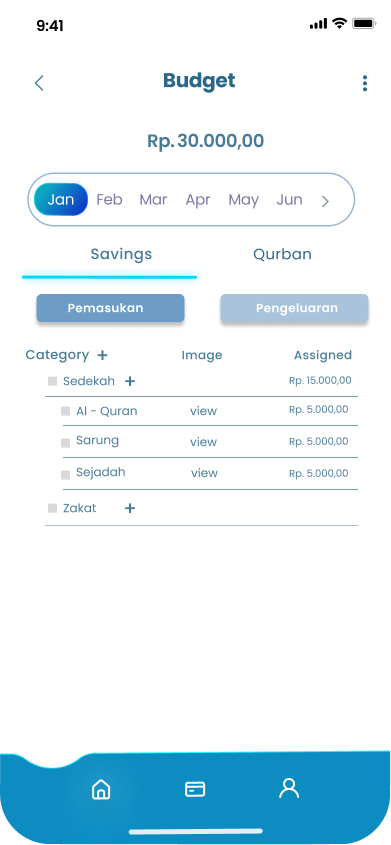 9:41
Budget
Rp. 30.000,00
Jan Feb Mar Apr May Jun
Savings Qurban
Pemasukan Pengeluaran
Category + Image Assigned
Sedekah + Rp. 15.000,00
Al - Quran view Rp. 5.000,00
Sarung view Rp. 5.000,00
Sejadah view Rp. 5.000,00
Zakat +